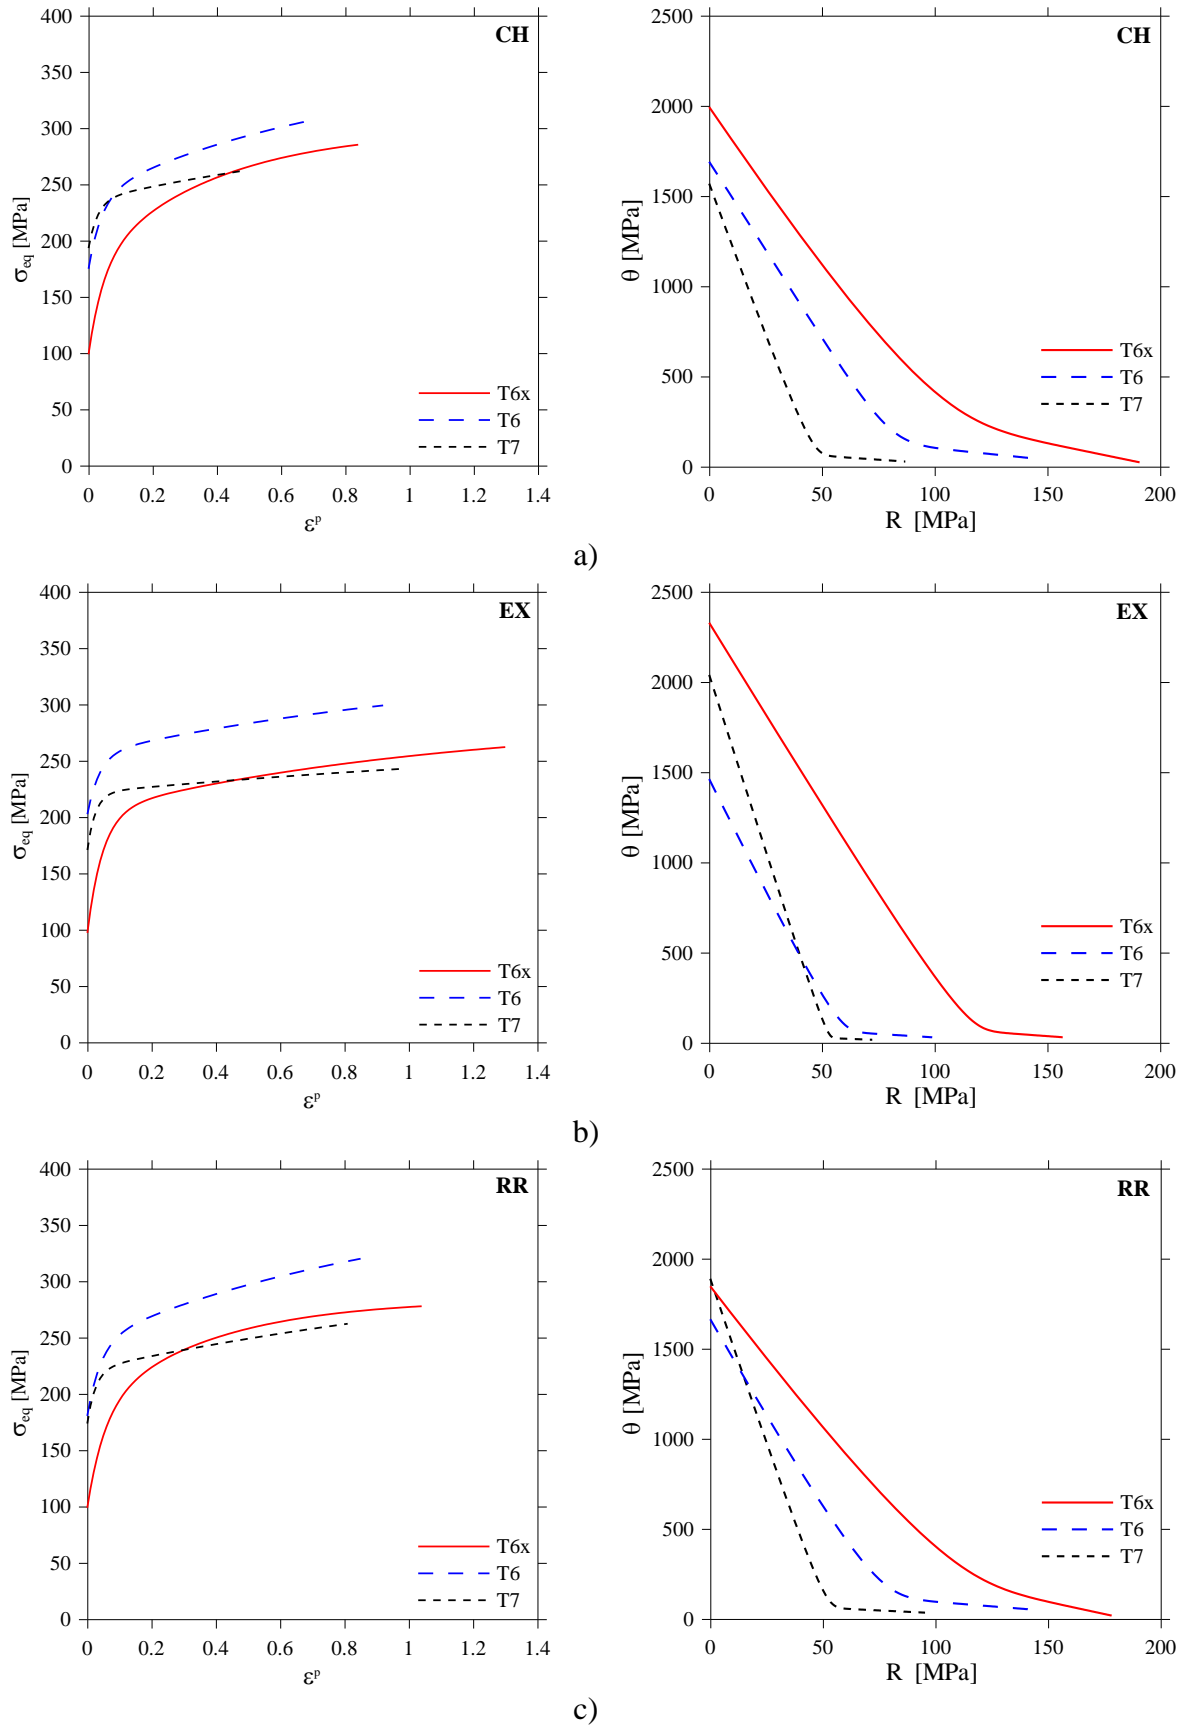 400
350
300
250
200
150
100
50
0
σeq [MPa]
CH
T6x
T6
T7
0 0.2 0.4 0.6 0.8 1 1.2 1.4
εp
2500
2000
1500
1000
500
0
θ [MPa]
CH
T6x
T6
T7
0 50 100 150 200
R [MPa]
a)
400
350
300
250
200
150
100
50
0
σeq [MPa]
EX
T6x
T6
T7
0 0.2 0.4 0.6 0.8 1 1.2 1.4
εp
2500
2000
1500
1000
500
0
θ [MPa]
EX
T6x
T6
T7
0 50 100 150 200
R [MPa]
b)
400
350
300
250
200
150
100
50
0
σeq [MPa]
RR
T6x
T6
T7
0 0.2 0.4 0.6 0.8 1 1.2 1.4
εp
2500
2000
1500
1000
500
0
θ [MPa]
RR
T6x
T6
T7
0 50 100 150 200
R [MPa]
c)